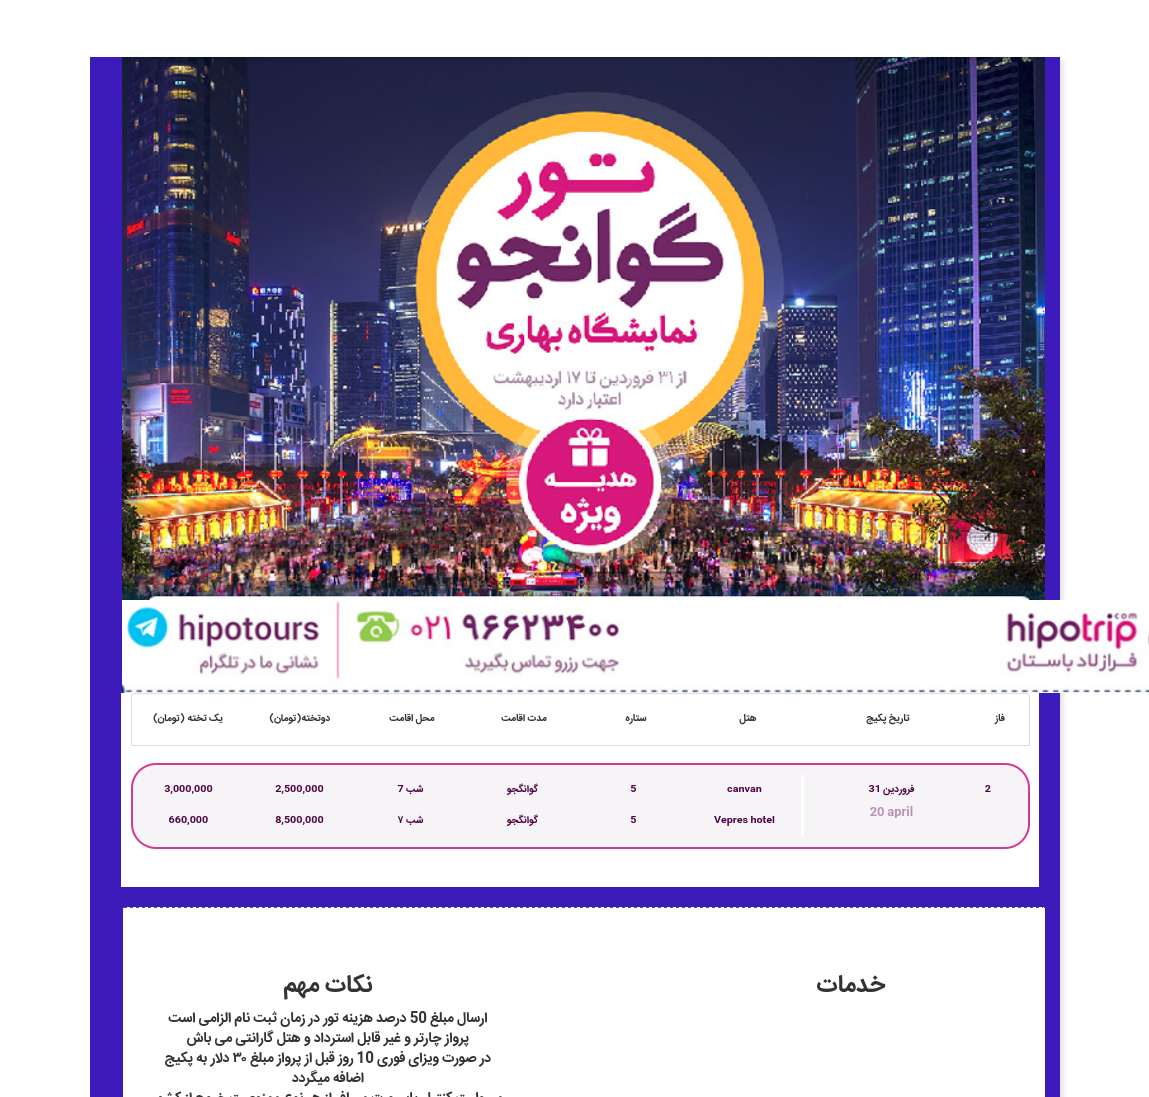 تور
گوانجو
نمایشگاه بهاری
از ۳۱ فروردین تا ۱۷ اردیبهشت
اعتبار دارد
هدیه
ویژه
hipotrip.com
فرازلاد باستان
۰۲۱ ۹۶۶۲۳۴۰۰
جهت رزرو تماس بگیرید
hipotours
نشانی ما در تلگرام
فاز تاریخ پکیج هتل ستاره مدت اقامت محل اقامت دوتخته(تومان) یک تخته (تومان)
2 31 فروردین canvan 5 گوانگجو 7 شب 2,500,000 3,000,000
20 april
Vepres hotel 5 گوانگجو ۷ شب 8,500,000 660,000
خدمات
نکات مهم
ارسال مبلغ 50 درصد هزینه تور در زمان ثبت نام الزامی است
پرواز چارتر و غیر قابل استرداد و هتل گارانتی می باش
در صورت ویزای فوری 10 روز قبل از پرواز مبلغ ۳۰ دلار به پکیج
اضافه میگردد